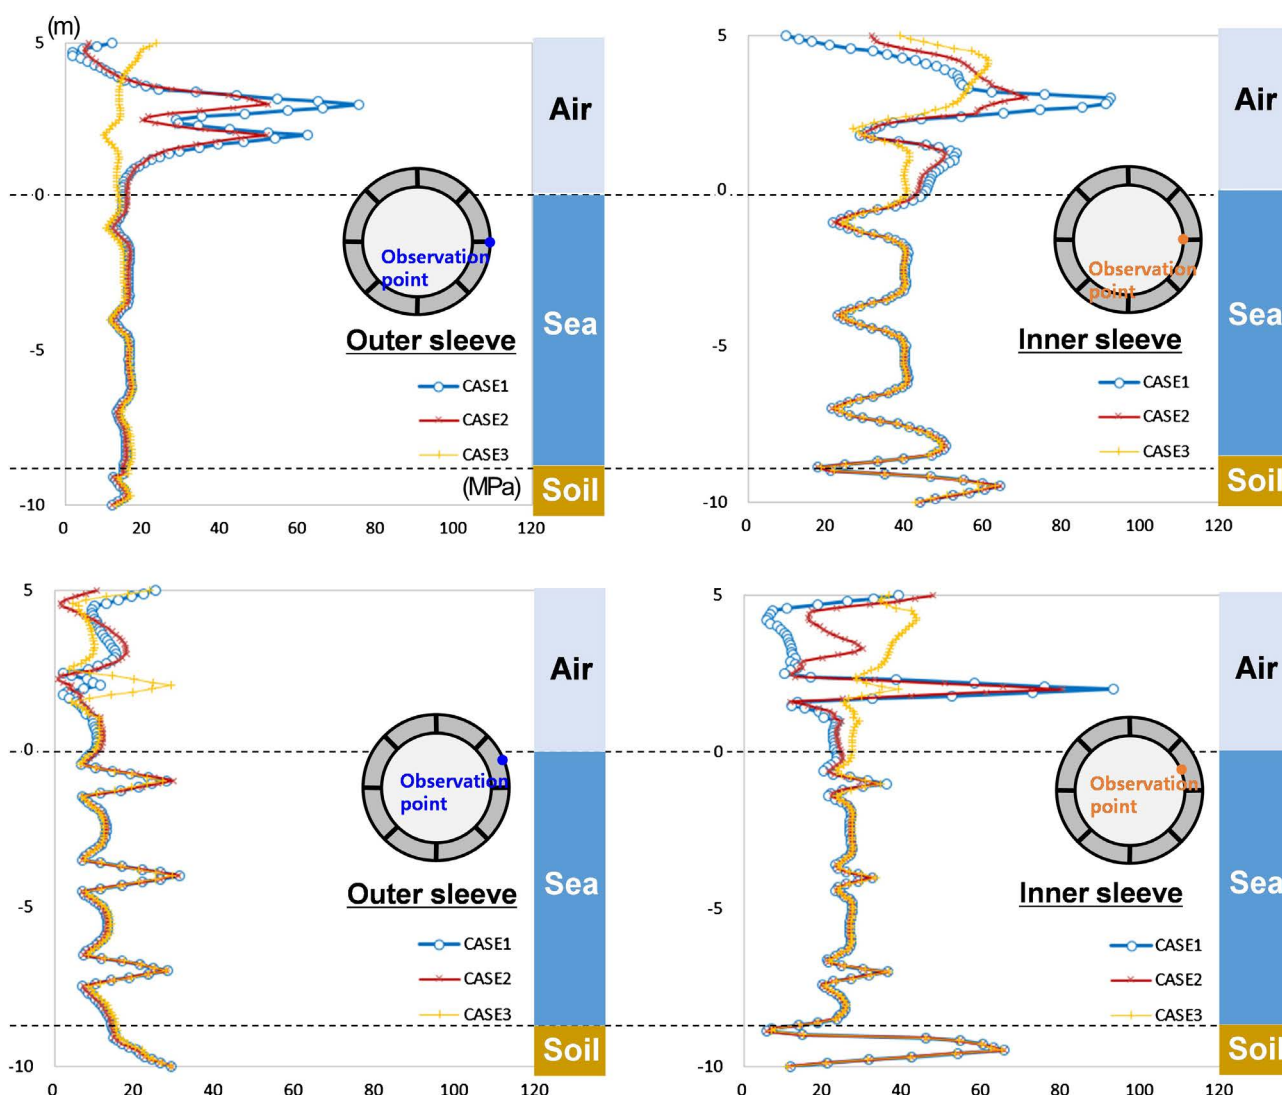 (m)
5
0
-5
-10
0
20
40
60
80
100
120
(MPa)
Air
Sea
Soil
Observation
point
Outer sleeve
CASE1
CASE2
CASE3
5
0
-5
-10
0
20
40
60
80
100
120
Air
Sea
Soil
Observation
point
Inner sleeve
CASE1
CASE2
CASE3
5
0
-5
-10
0
20
40
60
80
100
120
Air
Sea
Soil
Observation
point
Outer sleeve
CASE1
CASE2
CASE3
5
0
-5
-10
0
20
40
60
80
100
120
Air
Sea
Soil
Observation
point
Inner sleeve
CASE1
CASE2
CASE3